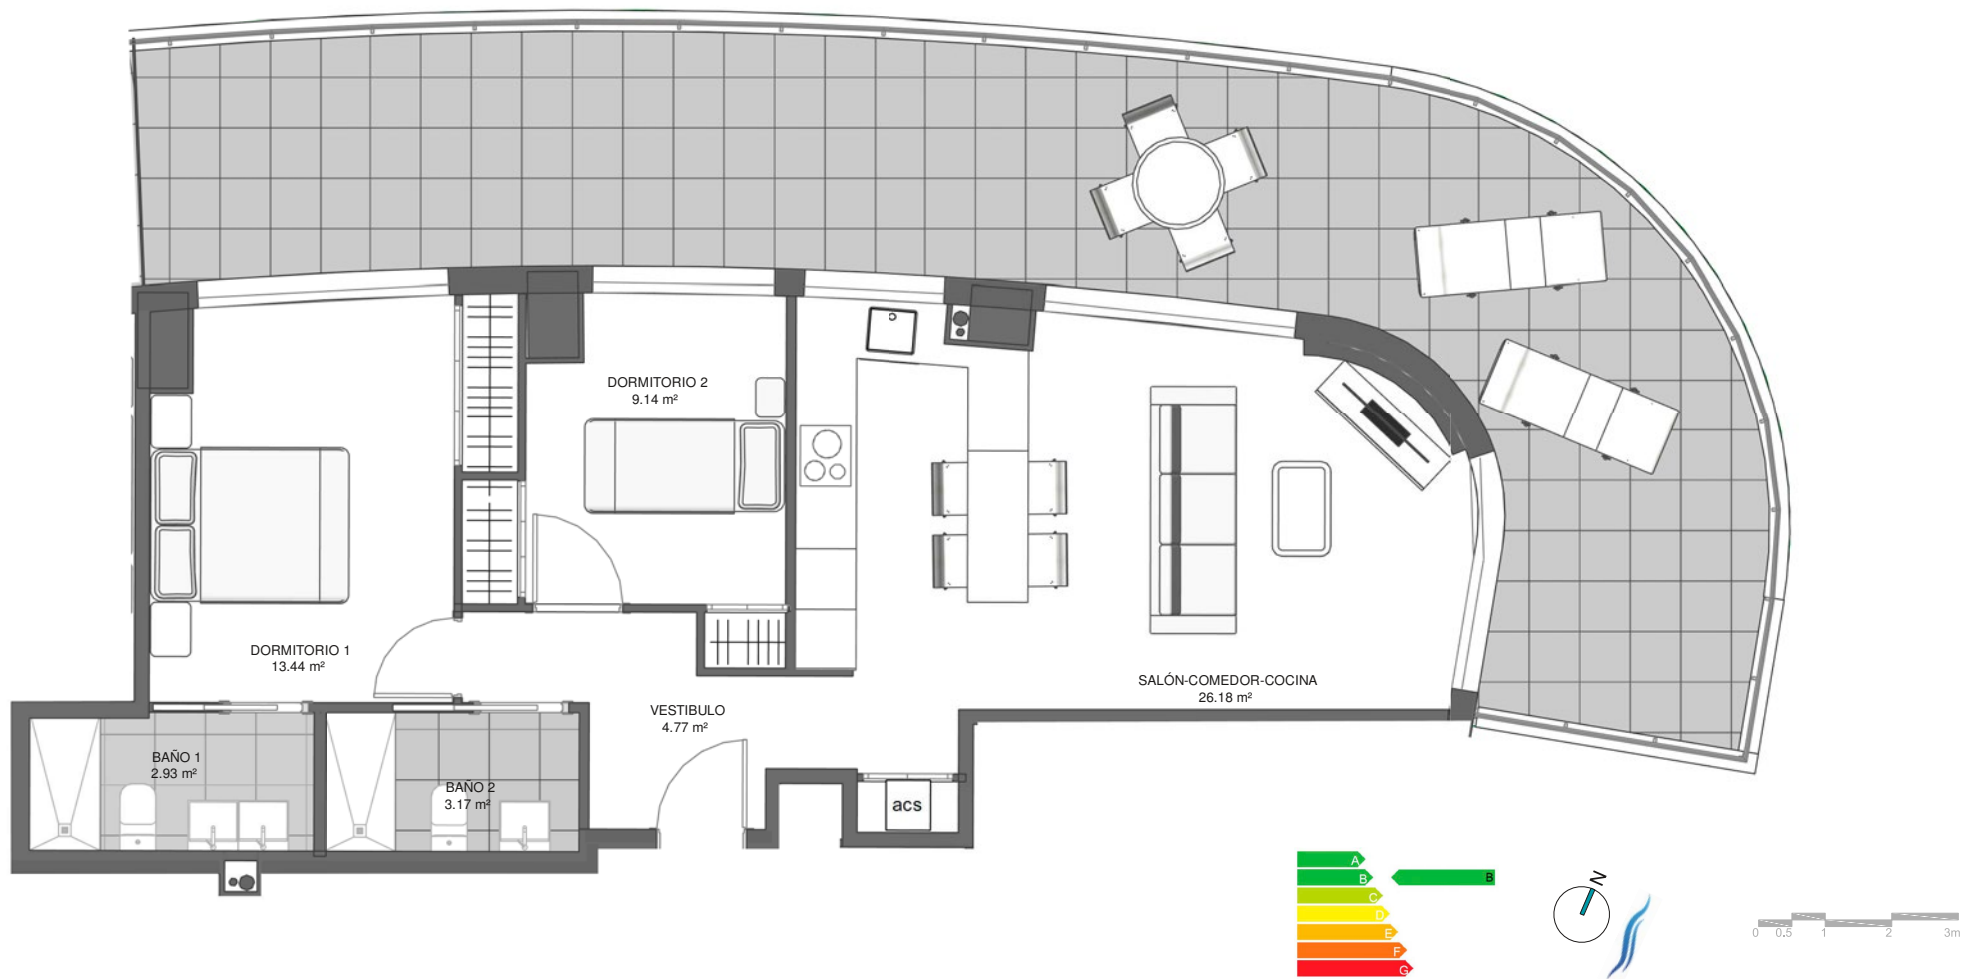 DORMITORIO 2
9.14 m²
DORMITORIO 1
13.44 m²
SALÓN-COMEDOR-COCINA
26.18 m²
VESTIBULO
4.77 m²
BAÑO 1
2.93 m²
BAÑO 2
3.17 m²
acs
A
B
B
C
D
E
F
G
N
0 0.5 1 2 3m